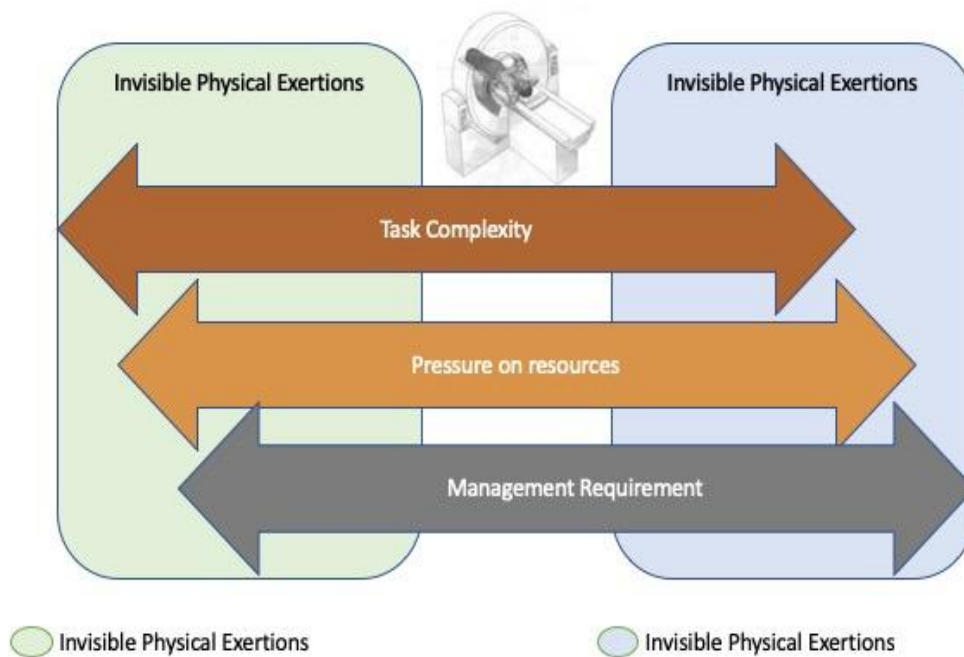 Invisible Physical Exertions
Invisible Physical Exertions
Task Complexity
Pressure on resources
Management Requirement
Invisible Physical Exertions
Invisible Physical Exertions